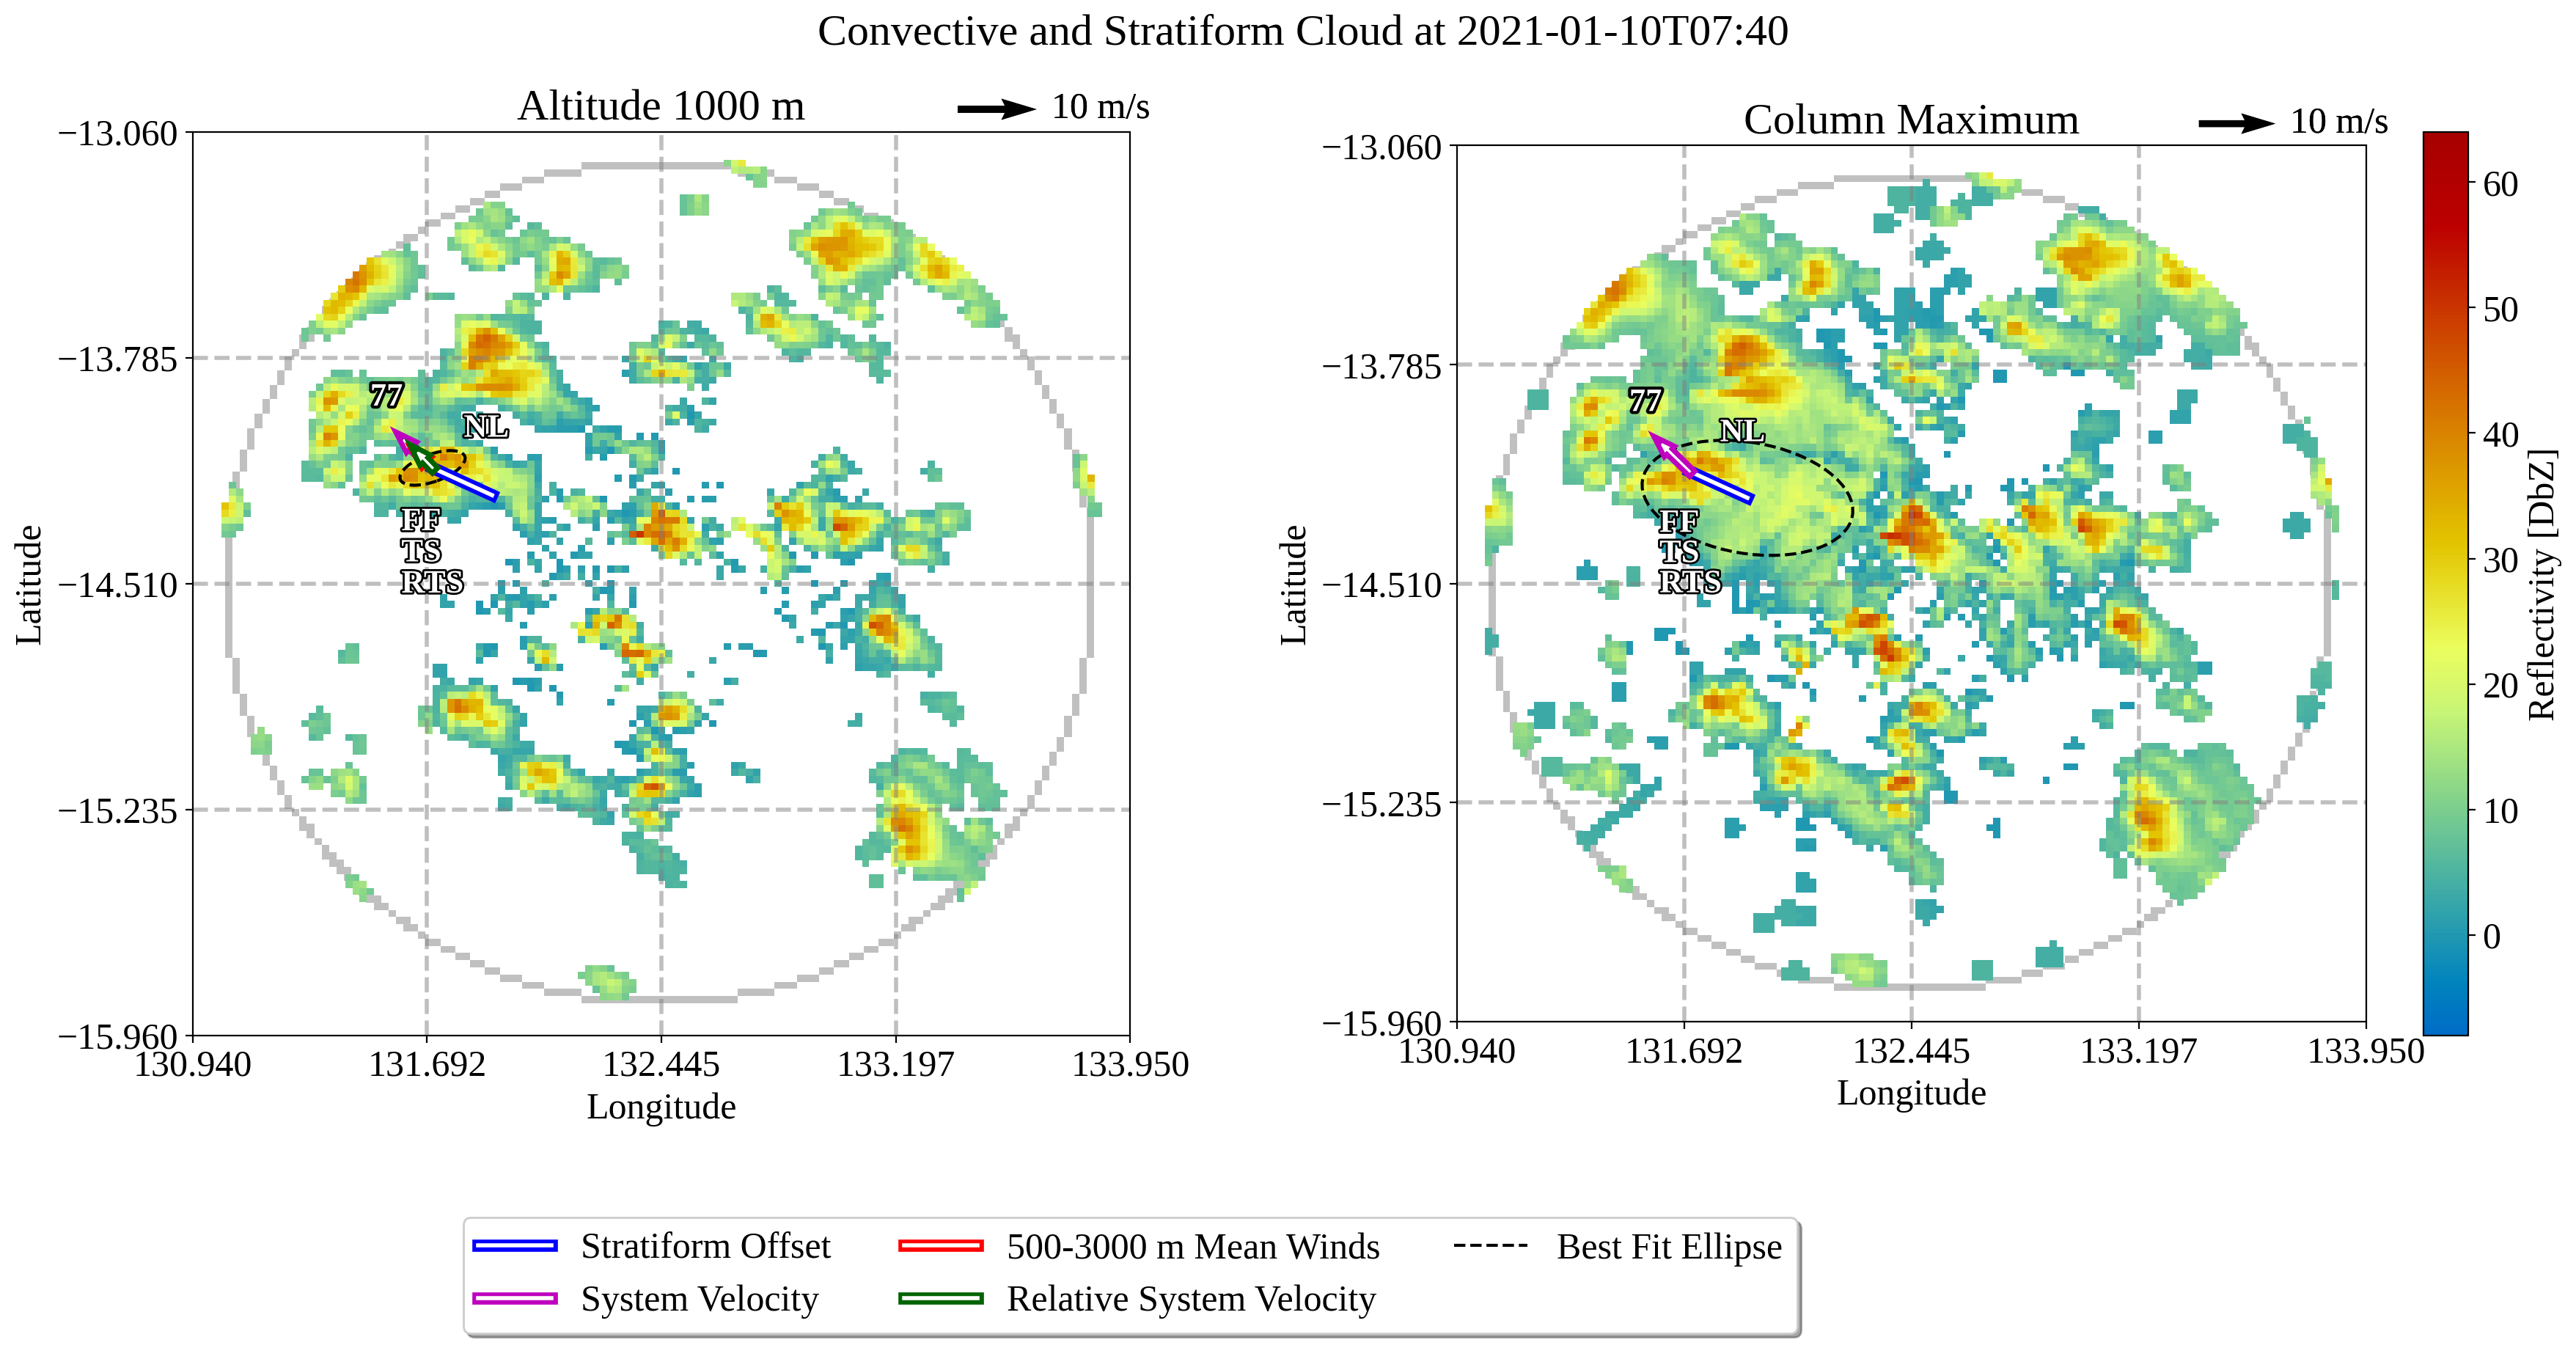 Convective and Stratiform Cloud at 2021-01-10T07:40
Altitude 1000 m
10 m/s
−13.060
−13.785
−14.510
−15.235
−15.960
130.940
131.692
132.445
133.197
133.950
Latitude
Longitude
77
NL
FF
TS
RTS
Column Maximum
10 m/s
−13.060
−13.785
−14.510
−15.235
−15.960
130.940
131.692
132.445
133.197
133.950
Latitude
Longitude
77
NL
FF
TS
RTS
60
50
40
30
20
10
0
Reflectivity [DbZ]
Stratiform Offset
System Velocity
500-3000 m Mean Winds
Relative System Velocity
Best Fit Ellipse